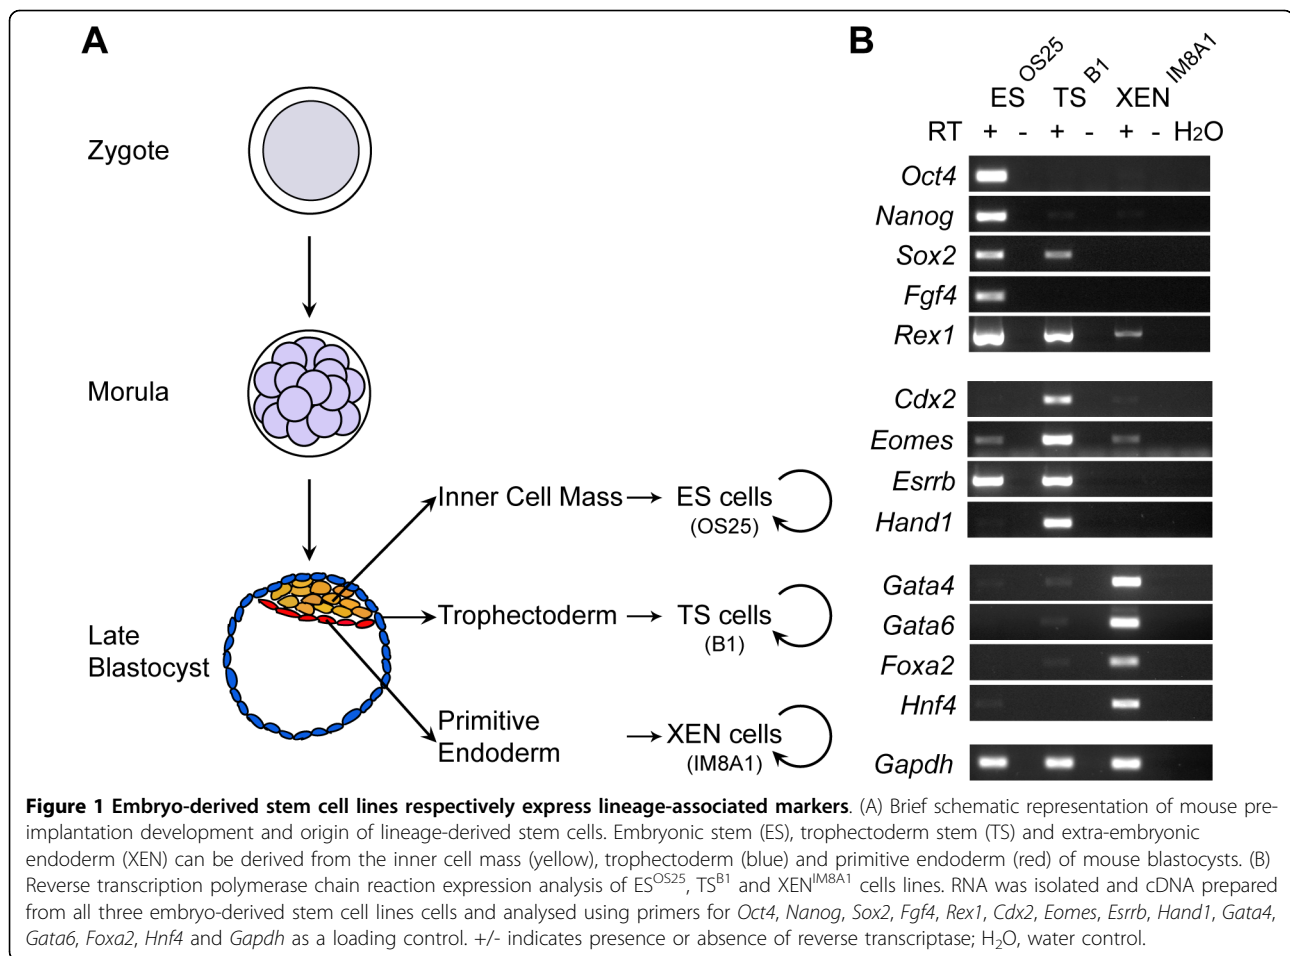 A
Zygote
Morula
Late
Blastocyst
Inner Cell Mass
ES cells
(OS25)
Trophectoderm
TS cells
(B1)
Primitive
Endoderm
XEN cells
(IM8A1)
B
ES OS25 TS B1 XEN IM8A1
RT + - + - + - H2O
Oct4
Nanog
Sox2
Fgf4
Rex1
Cdx2
Eomes
Esrrb
Hand1
Gata4
Gata6
Foxa2
Hnf4
Gapdh
Figure 1 Embryo-derived stem cell lines respectively express lineage-associated markers. (A) Brief schematic representation of mouse pre-
implantation development and origin of lineage-derived stem cells. Embryonic stem (ES), trophectoderm stem (TS) and extra-embryonic
endoderm (XEN) can be derived from the inner cell mass (yellow), trophectoderm (blue) and primitive endoderm (red) of mouse blastocysts. (B)
Reverse transcription polymerase chain reaction expression analysis of ESOS25, TSB1 and XENIM8A1 cells lines. RNA was isolated and cDNA prepared
from all three embryo-derived stem cell lines cells and analysed using primers for Oct4, Nanog, Sox2, Fgf4, Rex1, Cdx2, Eomes, Esrrb, Hand1, Gata4,
Gata6, Foxa2, Hnf4 and Gapdh as a loading control. +/- indicates presence or absence of reverse transcriptase; H2O, water control.